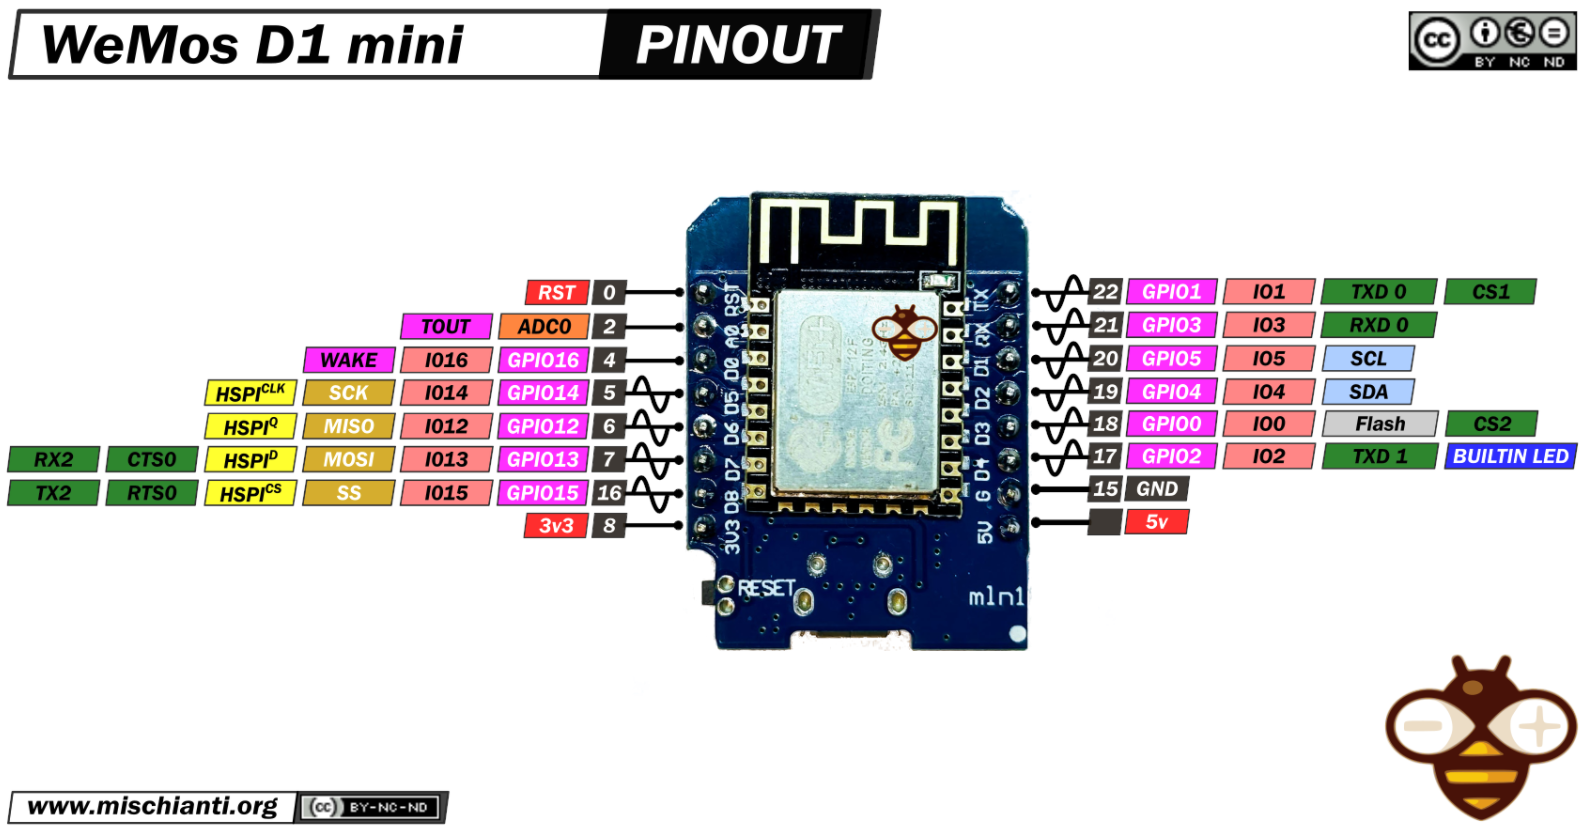 WeMos D1 mini PINOUT
cc BY NC ND
RST 0
TOUT ADC0 2
WAKE IO16 GPIO16 4
HSPICLK SCK IO14 GPIO14 5
HSPIQ MISO IO12 GPIO12 6
RX2 CTS0 HSPID MOSI IO13 GPIO13 7
TX2 RTS0 HSPICS SS IO15 GPIO15 16
3v3 8
RST
A0
D0
D5
D6
D7
D8
3V3
RESET
TX
RX
D1
D2
D3
D4
G
5V
mini
22 GPIO1 IO1 TXD 0 CS1
21 GPIO3 IO3 RXD 0
20 GPIO5 IO5 SCL
19 GPIO4 IO4 SDA
18 GPIO0 IO0 Flash CS2
17 GPIO2 IO2 TXD 1 BUILTIN LED
15 GND
5v
www.mischianti.org cc BY-NC-ND